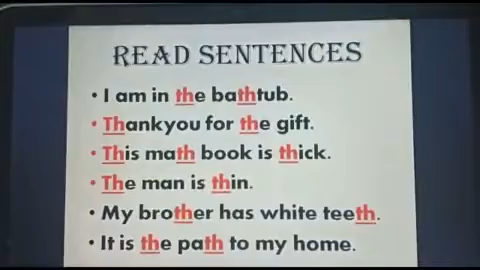 READ SENTENCES
• I am in the bathtub.
• Thankyou for the gift.
• This math book is thick.
• The man is thin.
• My brother has white teeth.
• It is the path to my home.